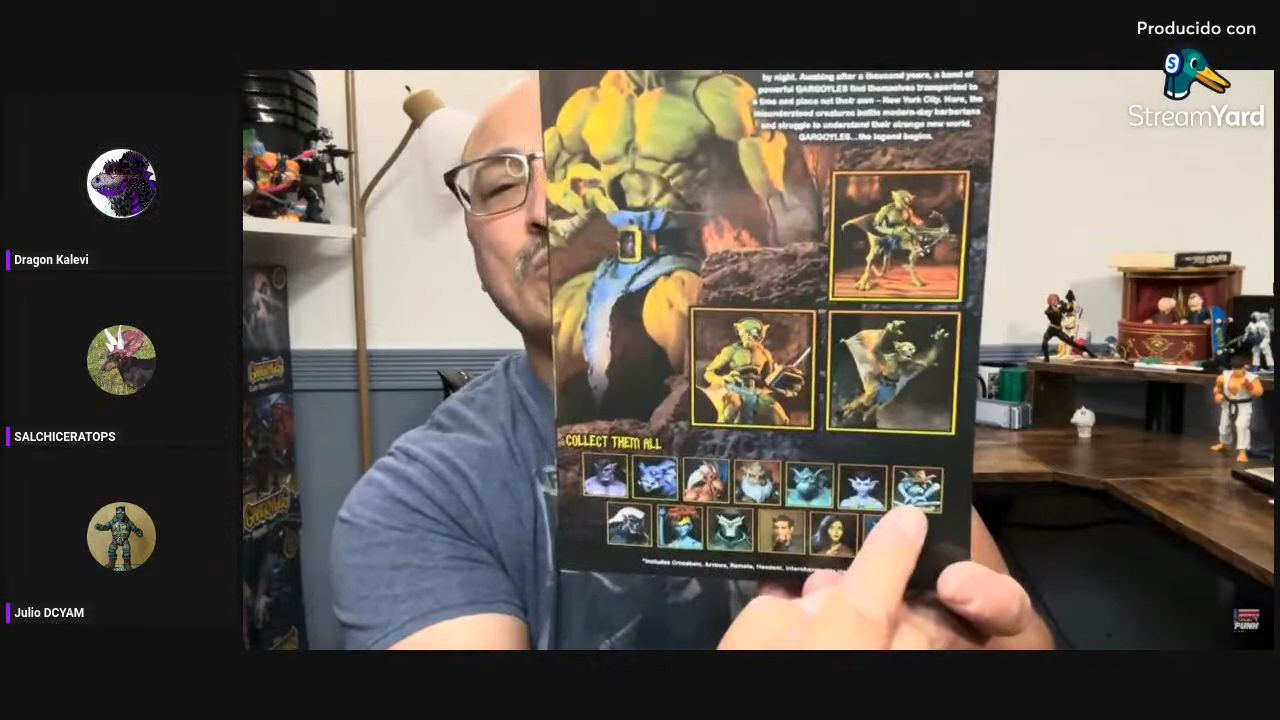 Producido con
StreamYard
by night. Awaking after a thousand years, a band of
powerful GARGOYLES find themselves transported to
a time and place not their own – New York City. Here, the
misunderstood creatures battle modern-day barbarians
and struggle to understand their strange new world.
GARGOYLES...the legend begins.
Dragon Kalevi
SALCHICERATOPS
COLLECT THEM ALL
Julio DCYAM
PUNK